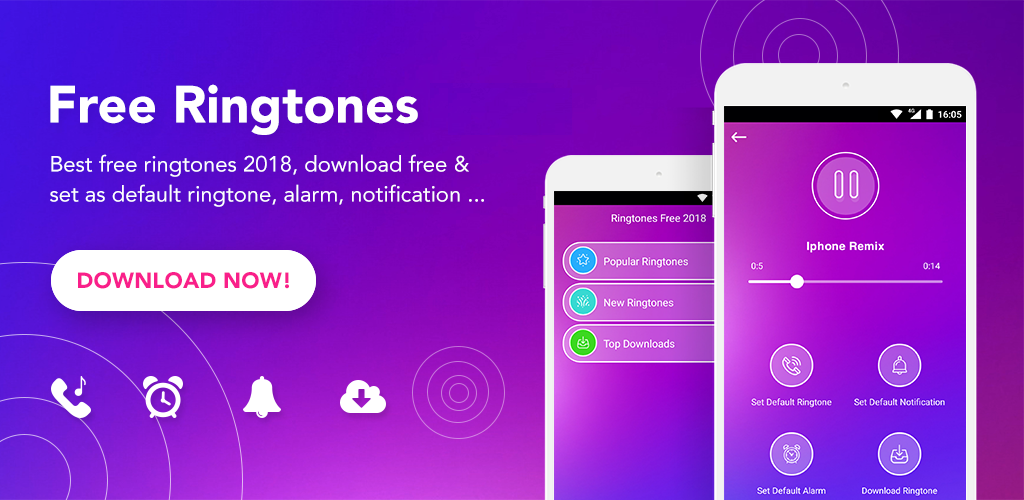 Free Ringtones
Best free ringtones 2018, download free &
set as default ringtone, alarm, notification ...
DOWNLOAD NOW!
Ringtones Free 2018
Popular Ringtones
New Ringtones
Top Downloads
4G 16:05
Iphone Remix
0:5 0:14
Set Default Ringtone Set Default Notification
Set Default Alarm Download Ringtone